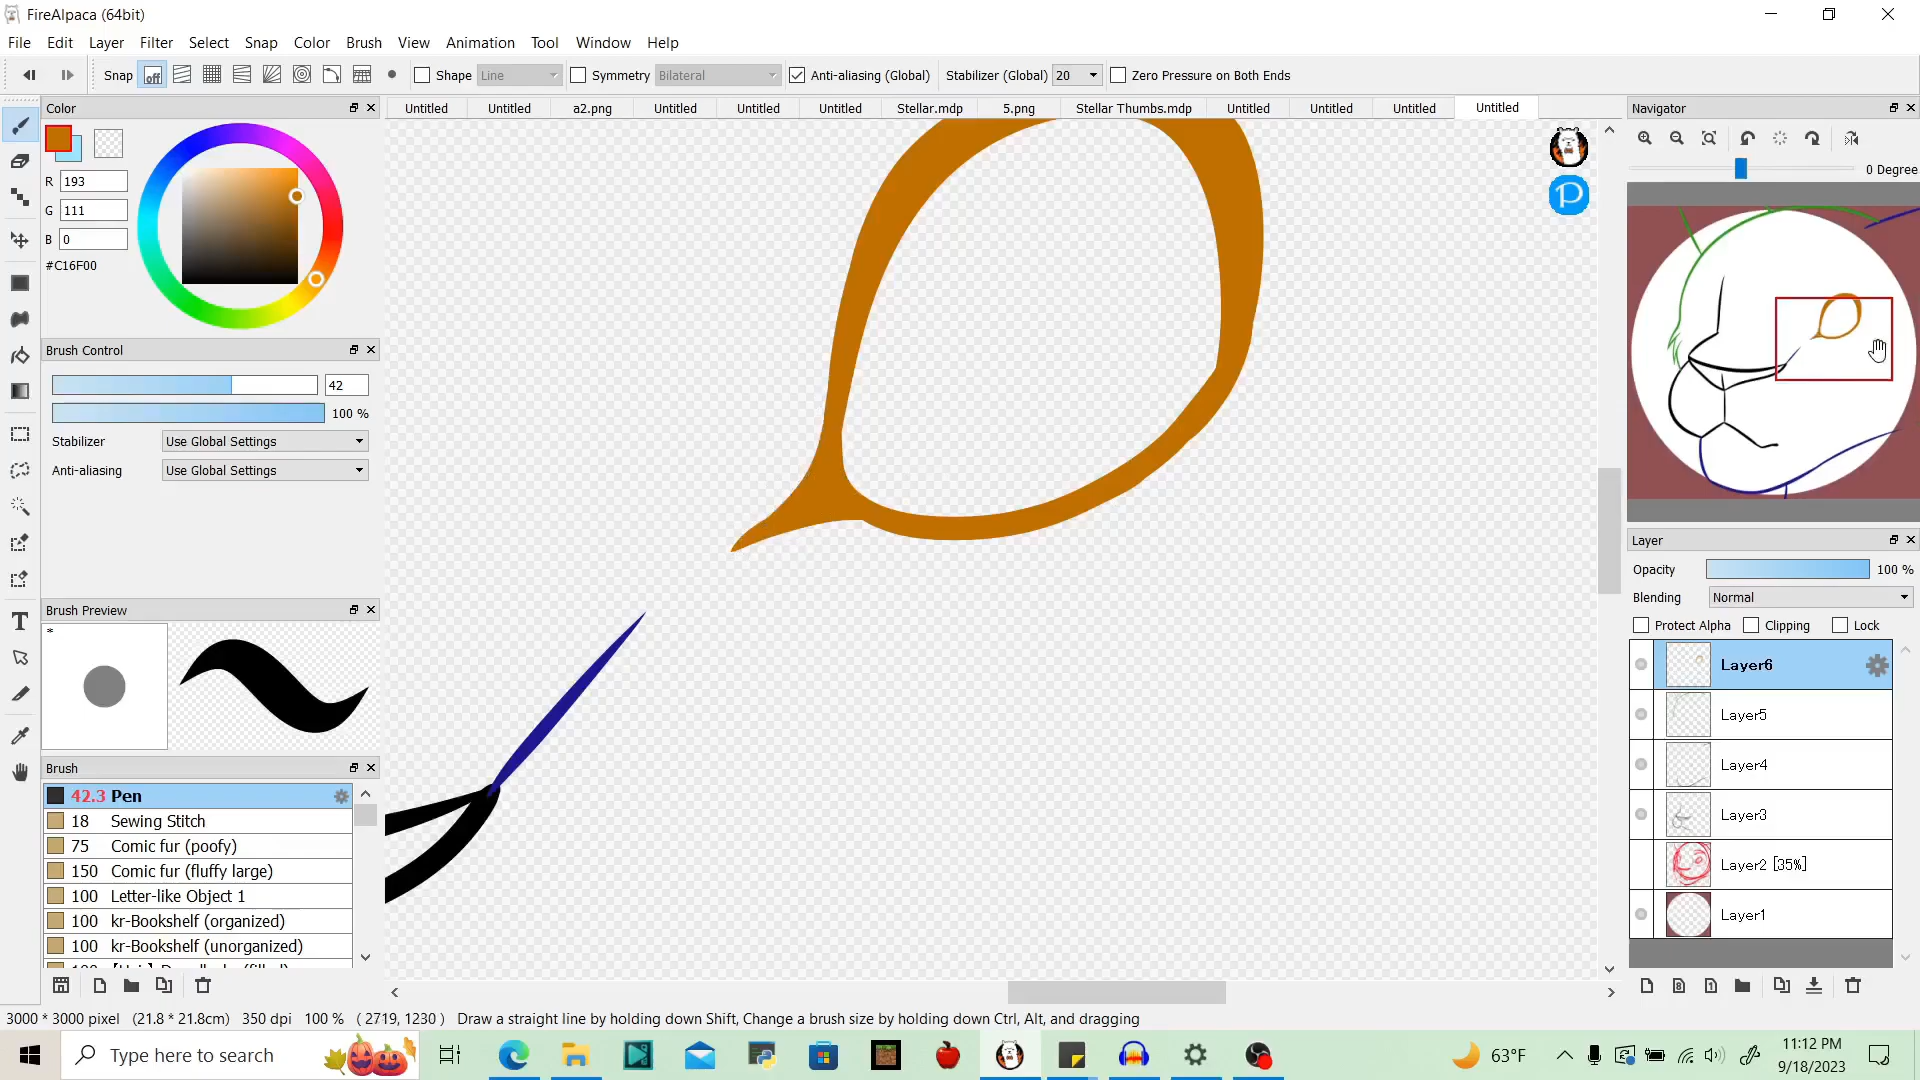 FireAlpaca (64bit)
File Edit Layer Filter Select Snap Color Brush View Animation Tool Window Help
Snap off Shape Line Symmetry Bilateral Anti-aliasing (Global) Stabilizer (Global) 20 Zero Pressure on Both Ends
Untitled Untitled a2.png Untitled Untitled Untitled Stellar.mdp 5.png Stellar Thumbs.mdp Untitled Untitled Untitled Untitled
Color
R 193
G 111
B 0
#C16F00
Brush Control
42
100 %
Stabilizer Use Global Settings
Anti-aliasing Use Global Settings
Brush Preview
*
Brush
42.3 Pen
18 Sewing Stitch
75 Comic fur (poofy)
150 Comic fur (fluffy large)
100 Letter-like Object 1
100 kr-Bookshelf (organized)
100 kr-Bookshelf (unorganized)
Navigator
0 Degree
Layer
Opacity 100 %
Blending Normal
Protect Alpha Clipping Lock
Layer6
Layer5
Layer4
Layer3
Layer2 [35%]
Layer1
3000 * 3000 pixel (21.8 * 21.8cm) 350 dpi 100 % ( 2719, 1230 ) Draw a straight line by holding down Shift, Change a brush size by holding down Ctrl, Alt, and dragging
Type here to search
63°F
11:12 PM
9/18/2023